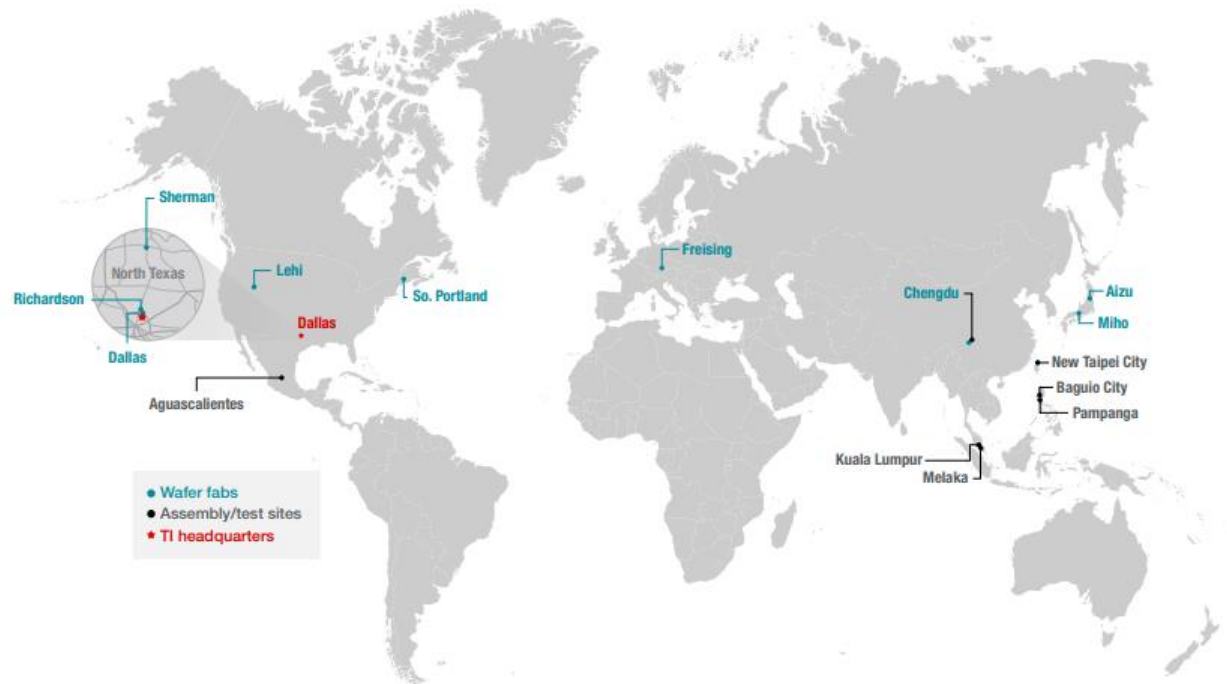 Sherman
North Texas
Richardson
Dallas
Lehi
So. Portland
Dallas
Aguascalientes
Freising
Chengdu
Aizu
Miho
New Taipei City
Baguio City
Pampanga
Kuala Lumpur
Melaka
Wafer fabs
Assembly/test sites
TI headquarters